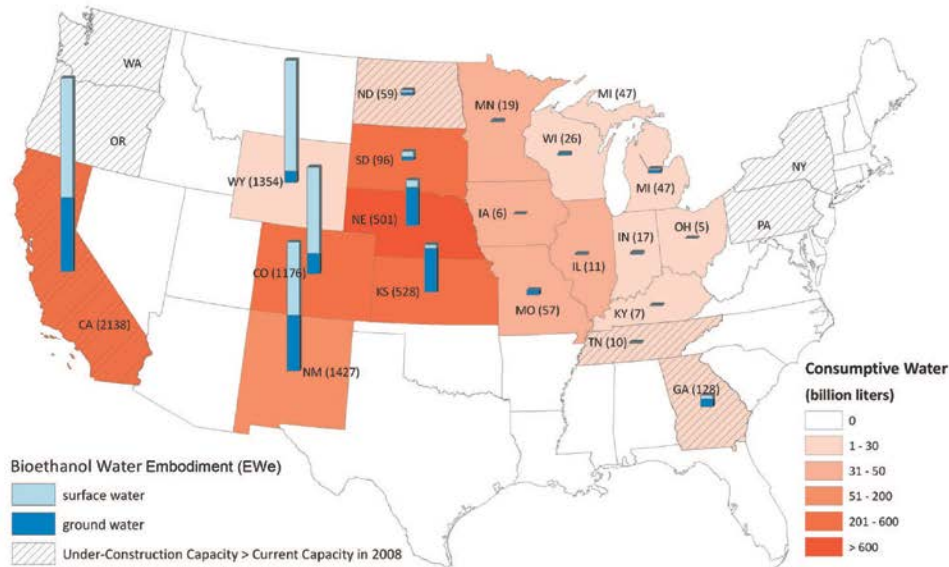 WA
OR
CA (2138)
WY (1354)
CO (1176)
NM (1427)
ND (59)
SD (96)
NE (501)
KS (528)
MN (19)
IA (6)
MO (57)
WI (26)
IL (11)
MI (47)
MI (47)
IN (17)
OH (5)
KY (7)
TN (10)
GA (128)
NY
PA
Bioethanol Water Embodiment (EWe)
surface water
ground water
Under-Construction Capacity > Current Capacity in 2008
Consumptive Water
(billion liters)
0
1 - 30
31 - 50
51 - 200
201 - 600
> 600